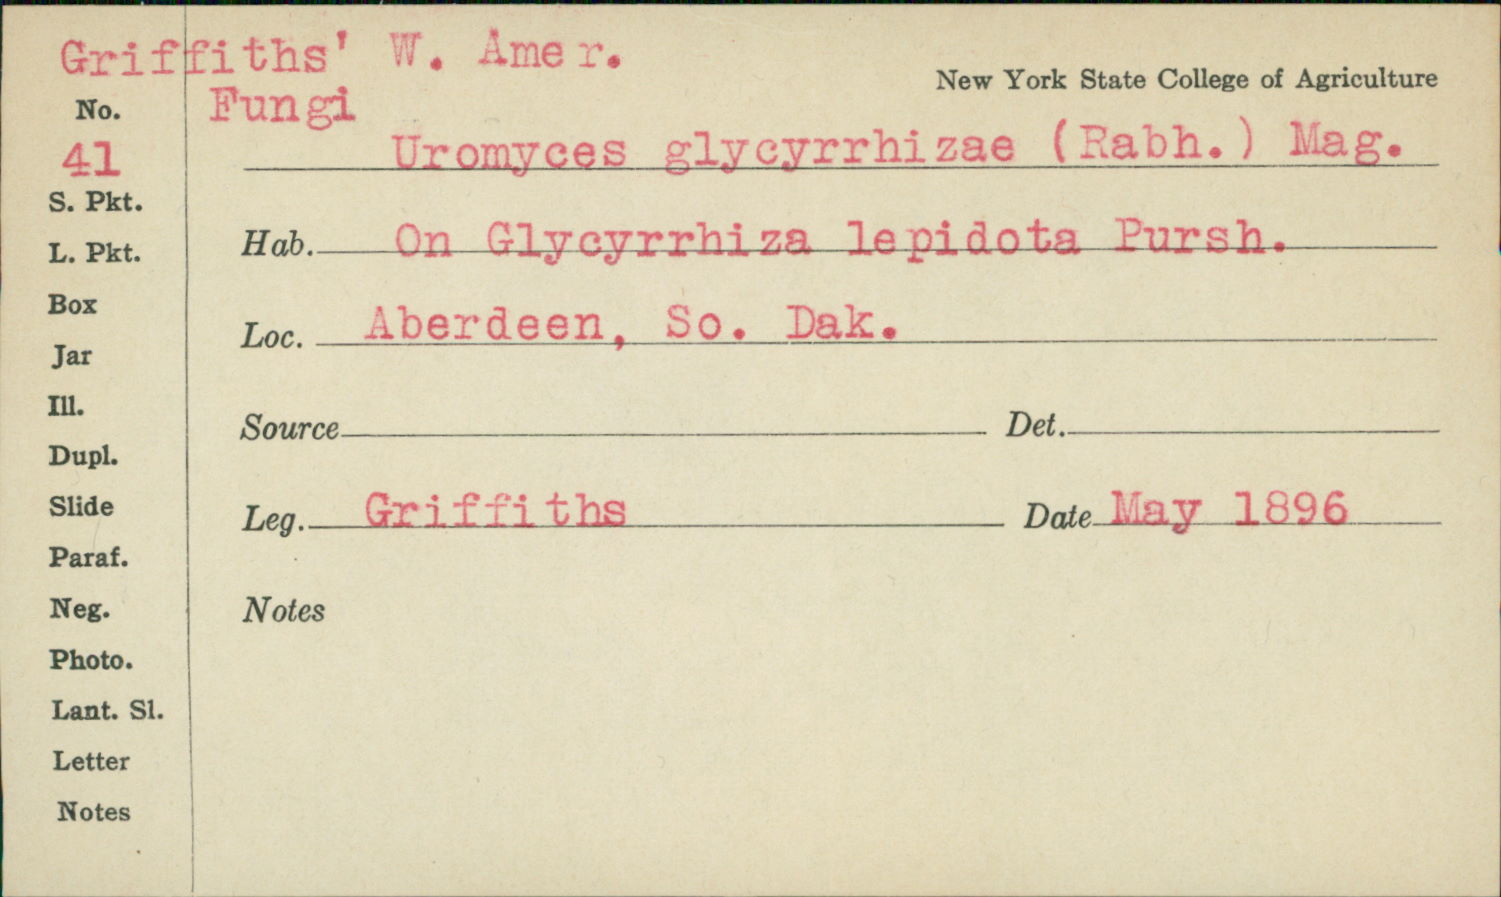 Griffiths' W. Amer.
New York State College of Agriculture
No. Fungi
41 Uromyces glycyrrhizae (Rabh.) Mag.
S. Pkt.
L. Pkt. Hab. On Glycyrrhiza lepidota Pursh.
Box
Loc. Aberdeen, So. Dak.
Jar
Ill.
Source Det.
Dupl.
Slide Leg. Griffiths Date May 1896
Paraf.
Neg. Notes
Photo.
Lant. Sl.
Letter
Notes